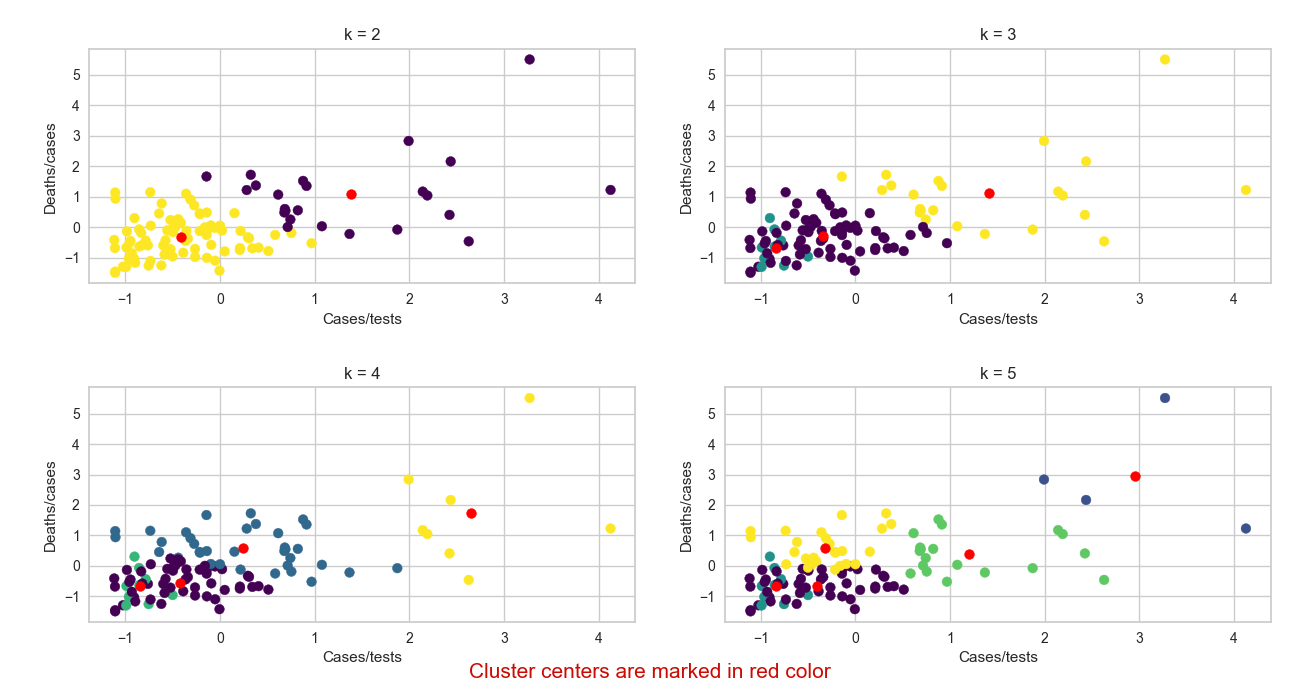 k = 2
5
4
3
2
1
0
−1
Deaths/cases
−1 0 1 2 3 4
Cases/tests
k = 3
5
4
3
2
1
0
−1
Deaths/cases
−1 0 1 2 3 4
Cases/tests
k = 4
5
4
3
2
1
0
−1
Deaths/cases
−1 0 1 2 3 4
Cases/tests
k = 5
5
4
3
2
1
0
−1
Deaths/cases
−1 0 1 2 3 4
Cases/tests
Cluster centers are marked in red color